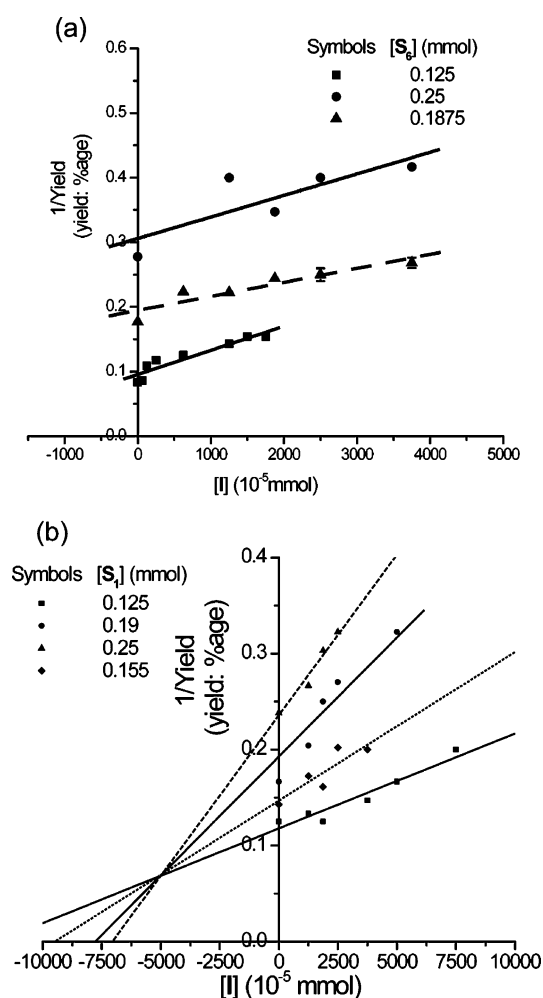 (a)
Symbols [S6] (mmol)
0.125
0.25
0.1875
1/Yield
(yield: %age)
0.6
0.5
0.4
0.3
0.2
0.1
0.0
-1000 0 1000 2000 3000 4000 5000
[I] (10-5mmol)
(b)
Symbols [S1] (mmol)
0.125
0.19
0.25
0.155
1/Yield
(yield: %age)
0.4
0.3
0.2
0.1
0.0
-10000 -7500 -5000 -2500 0 2500 5000 7500 10000
[I] (10-5 mmol)